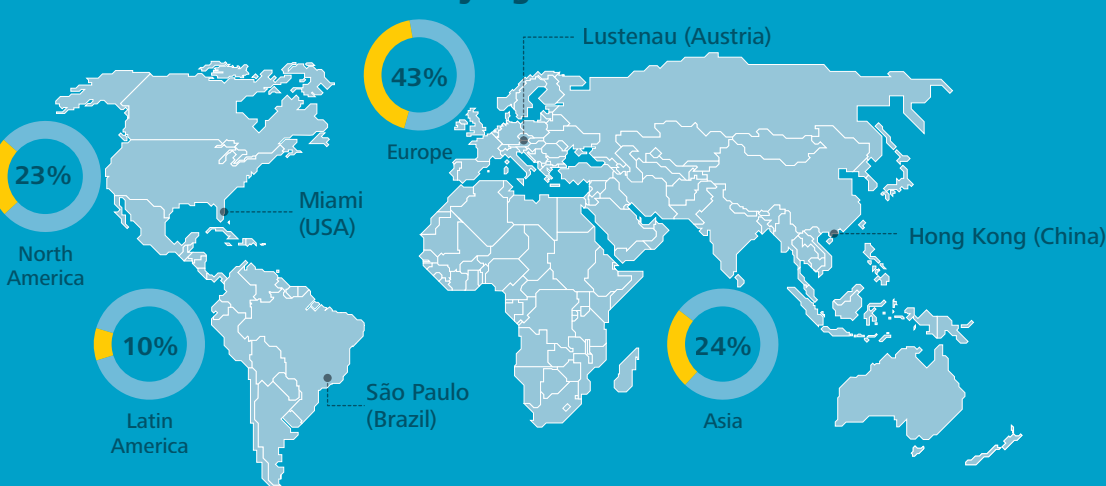 Lustenau (Austria)
43%
Europe
23%
North
America
Miami
(USA)
Hong Kong (China)
10%
Latin
America
São Paulo
(Brazil)
24%
Asia